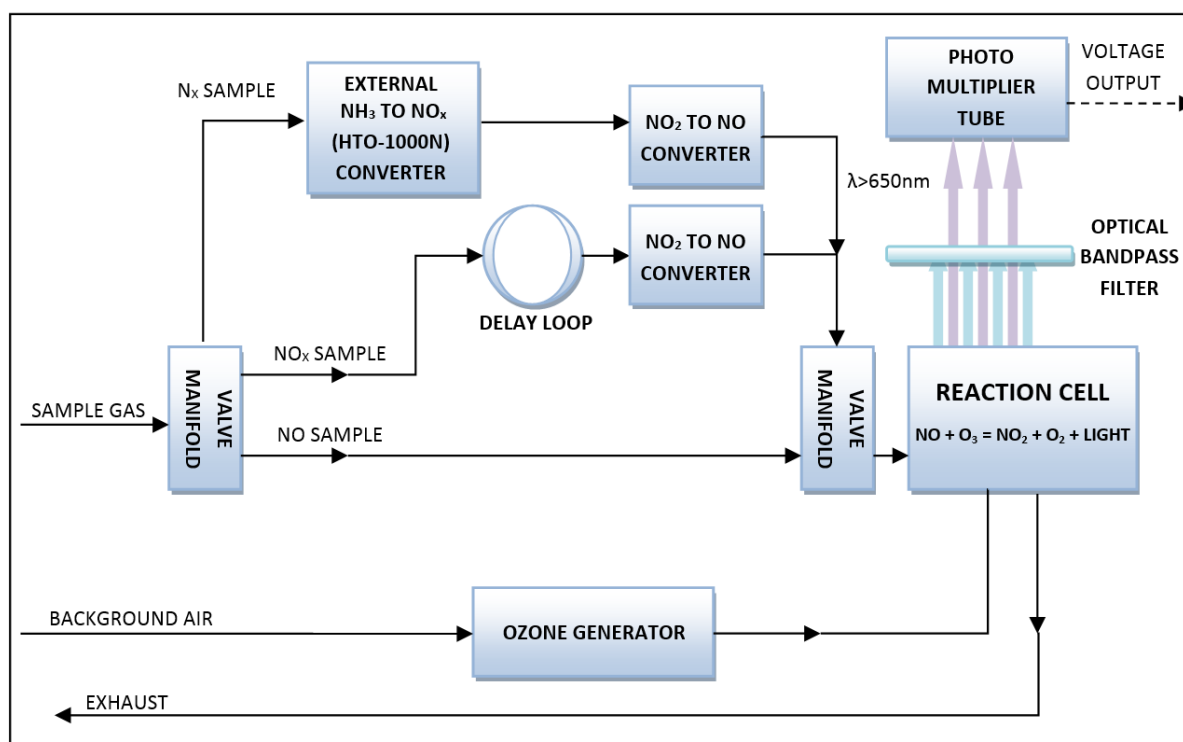 Nₓ SAMPLE
EXTERNAL
NH₃ TO NOₓ
(HTO-1000N)
CONVERTER
NO₂ TO NO
CONVERTER
PHOTO
MULTIPLIER
TUBE
VOLTAGE
OUTPUT
λ>650nm
NO₂ TO NO
CONVERTER
DELAY LOOP
OPTICAL
BANDPASS
FILTER
SAMPLE GAS
VALVE
MANIFOLD
NOₓ SAMPLE
NO SAMPLE
VALVE
MANIFOLD
REACTION CELL
NO + O₃ = NO₂ + O₂ + LIGHT
BACKGROUND AIR
OZONE GENERATOR
EXHAUST